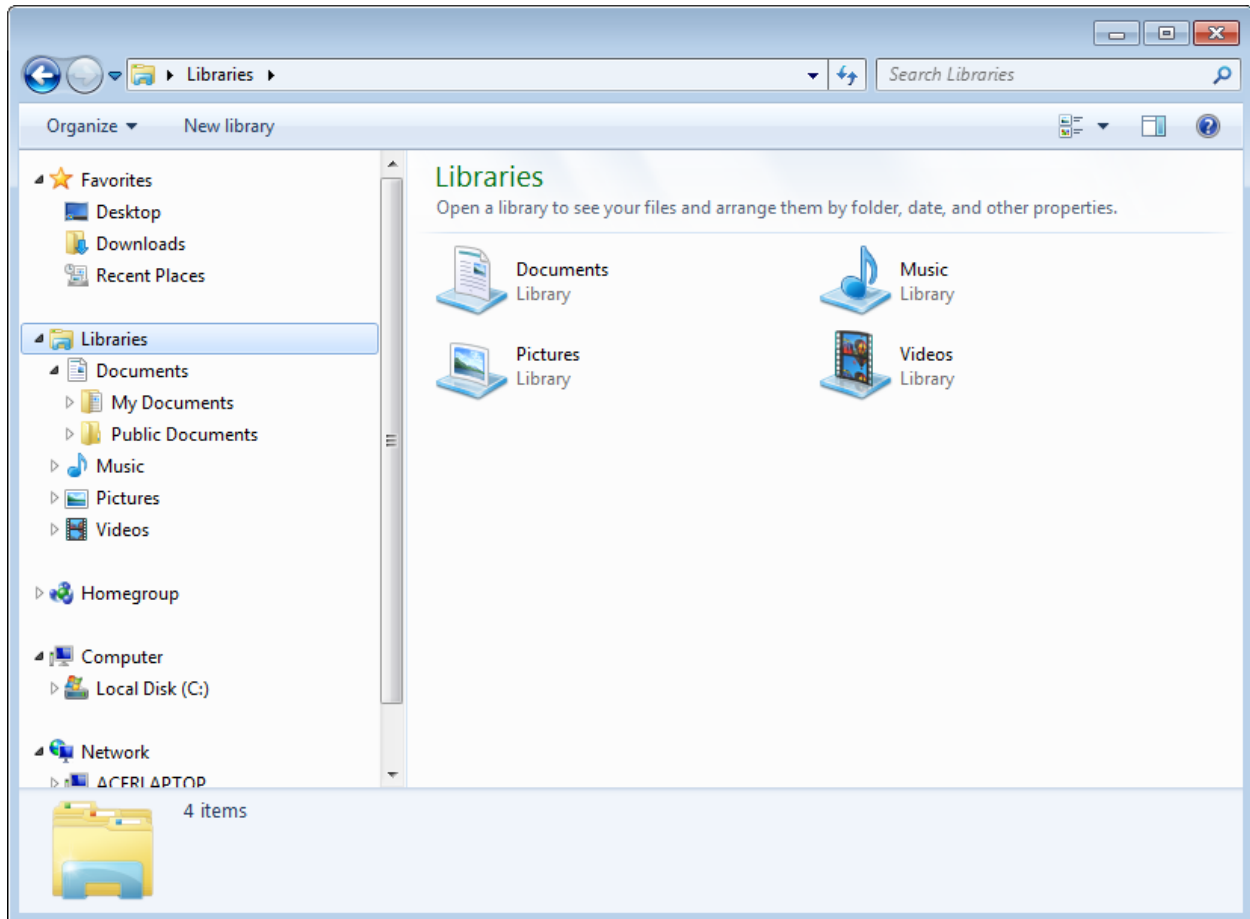 Libraries
Search Libraries
Organize
New library
Favorites
Desktop
Downloads
Recent Places
Libraries
Documents
My Documents
Public Documents
Music
Pictures
Videos
Homegroup
Computer
Local Disk (C:)
Network
ACERLAPTOP
Libraries
Open a library to see your files and arrange them by folder, date, and other properties.
Documents
Library
Music
Library
Pictures
Library
Videos
Library
4 items